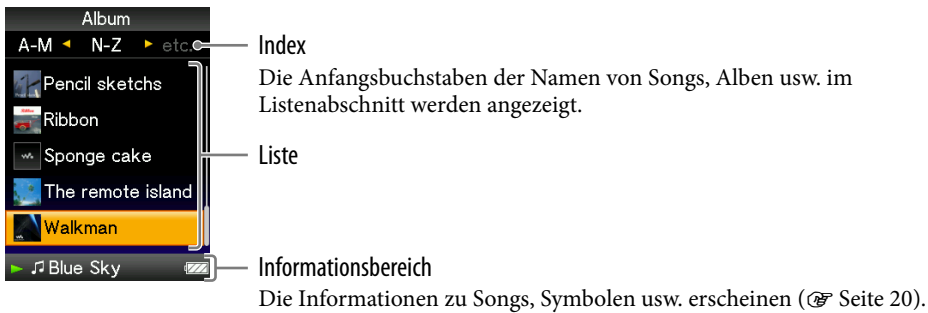 Album
A-M N-Z etc.
Pencil sketchs
Ribbon
Sponge cake
The remote island
Walkman
Blue Sky
Index
Die Anfangsbuchstaben der Namen von Songs, Alben usw. im
Listenabschnitt werden angezeigt.
Liste
Informationsbereich
Die Informationen zu Songs, Symbolen usw. erscheinen (☞ Seite 20).